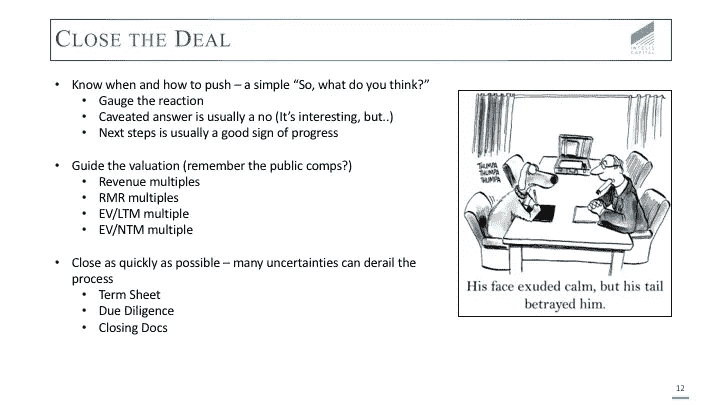 CLOSE THE DEAL
INTELIS
CAPITAL
• Know when and how to push – a simple “So, what do you think?”
• Gauge the reaction
• Caveated answer is usually a no (It’s interesting, but..)
• Next steps is usually a good sign of progress
• Guide the valuation (remember the public comps?)
• Revenue multiples
• RMR multiples
• EV/LTM multiple
• EV/NTM multiple
• Close as quickly as possible – many uncertainties can derail the
process
• Term Sheet
• Due Diligence
• Closing Docs
THUMPA
THUMPA
THUMPA
His face exuded calm, but his tail
betrayed him.
12